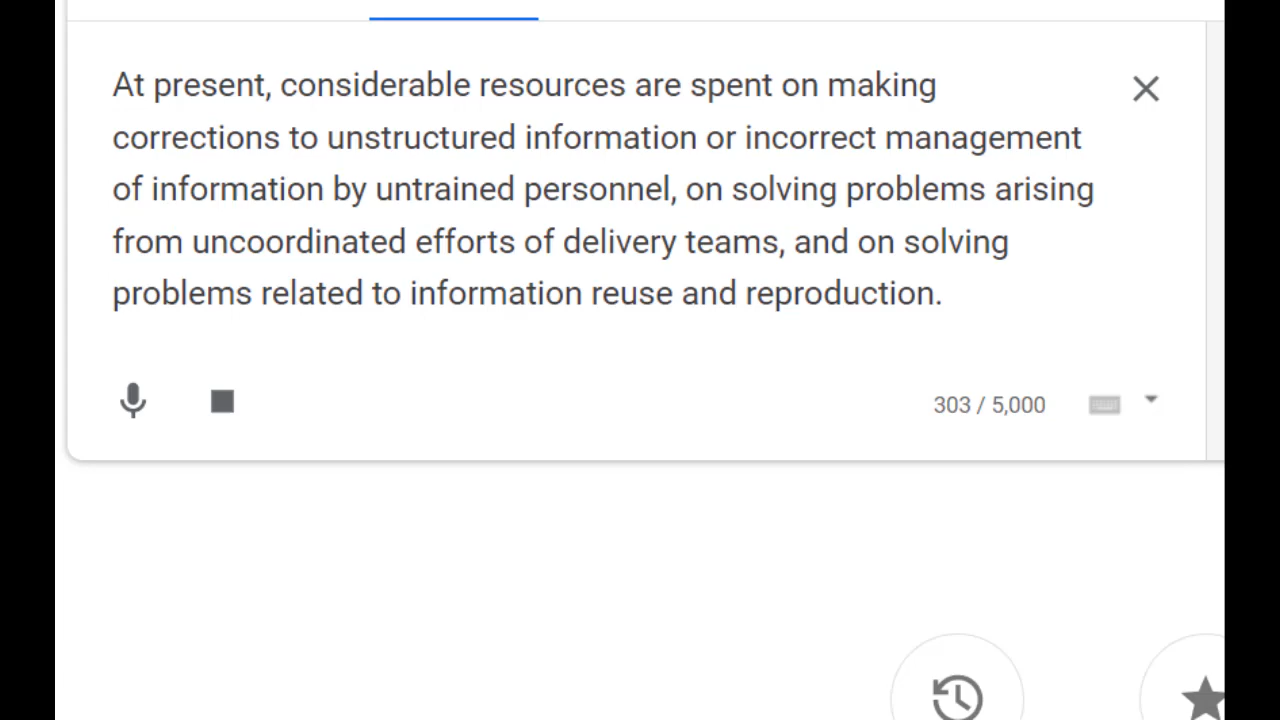 At present, considerable resources are spent on making
corrections to unstructured information or incorrect management
of information by untrained personnel, on solving problems arising
from uncoordinated efforts of delivery teams, and on solving
problems related to information reuse and reproduction.
303 / 5,000